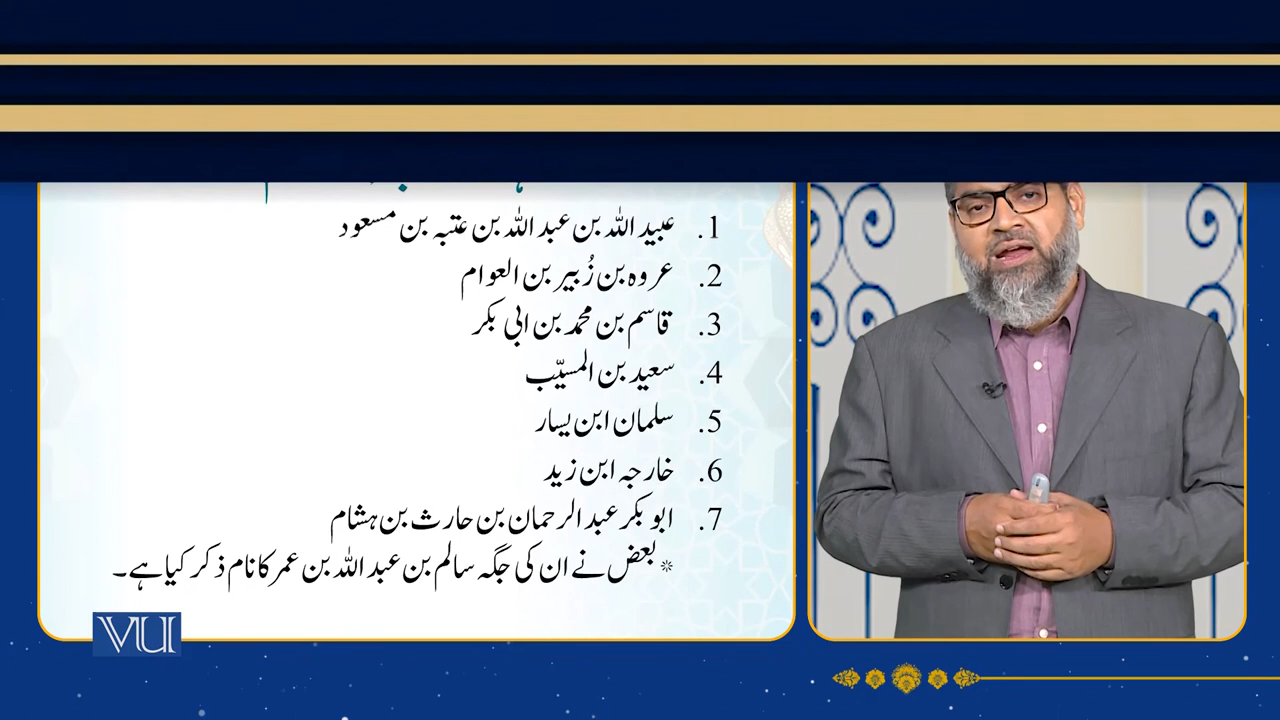 1. عبید اللہ بن عبد اللہ بن عتبہ بن مسعود
2. عروہ بن زُبیر بن العوام
3. قاسم بن محمد بن ابی بکر
4. سعید بن المسیّب
5. سلمان ابن یسار
6. خارجہ ابن زید
7. ابو بکر عبد الرحمان بن حارث بن ہشام
* بعض نے ان کی جگہ سالم بن عبد اللہ بن عمر کا نام ذکر کیا ہے۔
VU